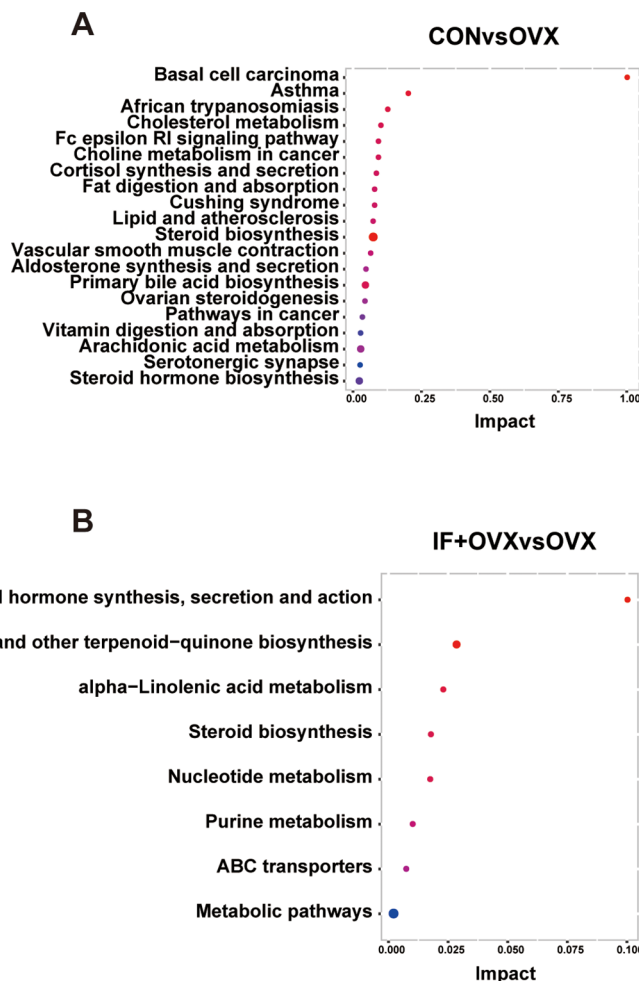 A
CONvsOVX
Basal cell carcinoma
Asthma
African trypanosomiasis
Cholesterol metabolism
Fc epsilon RI signaling pathway
Choline metabolism in cancer
Cortisol synthesis and secretion
Fat digestion and absorption
Cushing syndrome
Lipid and atherosclerosis
Steroid biosynthesis
Vascular smooth muscle contraction
Aldosterone synthesis and secretion
Primary bile acid biosynthesis
Ovarian steroidogenesis
Pathways in cancer
Vitamin digestion and absorption
Arachidonic acid metabolism
Serotonergic synapse
Steroid hormone biosynthesis
0.00 0.25 0.50 0.75 1.00
Impact
B
IF+OVXvsOVX
hormone synthesis, secretion and action
and other terpenoid−quinone biosynthesis
alpha−Linolenic acid metabolism
Steroid biosynthesis
Nucleotide metabolism
Purine metabolism
ABC transporters
Metabolic pathways
0.000 0.025 0.050 0.075 0.100
Impact